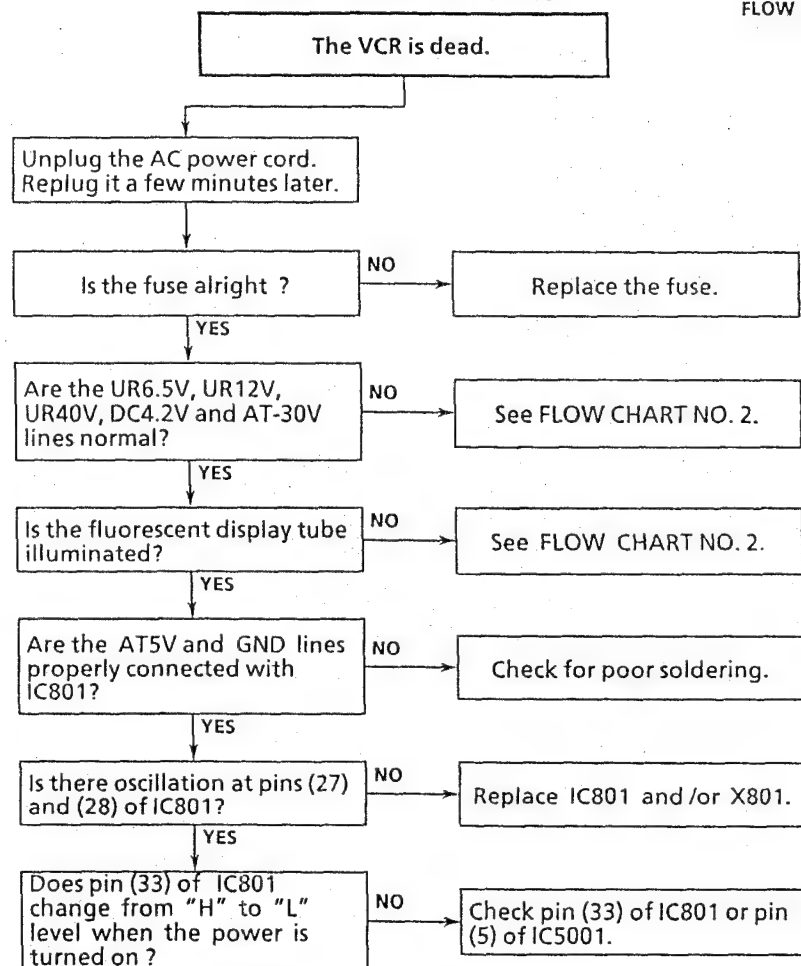 FLOW
The VCR is dead.
Unplug the AC power cord.
Replug it a few minutes later.
Is the fuse alright ?
NO
Replace the fuse.
YES
Are the UR6.5V, UR12V,
UR40V, DC4.2V and AT-30V
lines normal?
NO
See FLOW CHART NO. 2.
YES
Is the fluorescent display tube
illuminated?
NO
See FLOW CHART NO. 2.
YES
Are the AT5V and GND lines
properly connected with
IC801?
NO
Check for poor soldering.
YES
Is there oscillation at pins (27)
and (28) of IC801?
NO
Replace IC801 and /or X801.
YES
Does pin (33) of IC801
change from "H" to "L"
level when the power is
turned on ?
NO
Check pin (33) of IC801 or pin
(5) of IC5001.